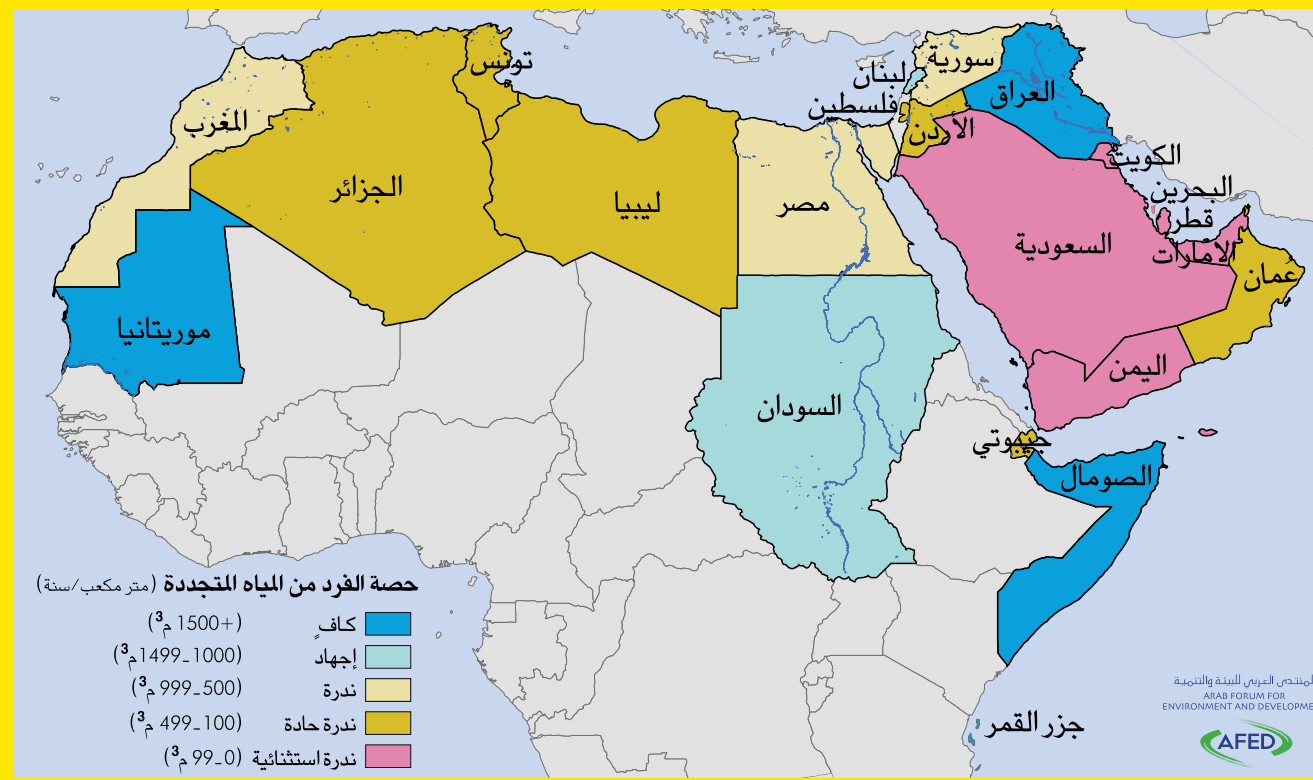 تونس
سورية
لبنان
فلسطين
العراق
المغرب
الأردن
الكويت
الجزائر
ليبيا
مصر
البحرين
قطر
السعودية
الأمارات
عمان
موريتانيا
اليمن
السودان
جيبوتي
الصومال
حصة الفرد من المياه المتجددة (متر مكعب/سنة)
كافٍ (+1500 م³)
إجهاد (1000-1499م³)
ندرة (500-999 م³)
ندرة حادة (100-499 م³)
ندرة استثنائية (0-99 م³)
جزر القمر
المنتدى العربي للبيئة والتنمية
ARAB FORUM FOR
ENVIRONMENT AND DEVELOPME
AFED